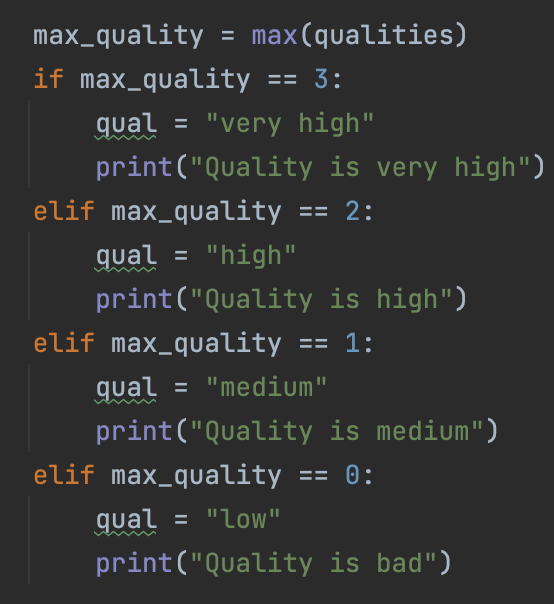 max_quality = max(qualities)
if max_quality == 3:
    qual = "very high"
    print("Quality is very high")
elif max_quality == 2:
    qual = "high"
    print("Quality is high")
elif max_quality == 1:
    qual = "medium"
    print("Quality is medium")
elif max_quality == 0:
    qual = "low"
    print("Quality is bad")